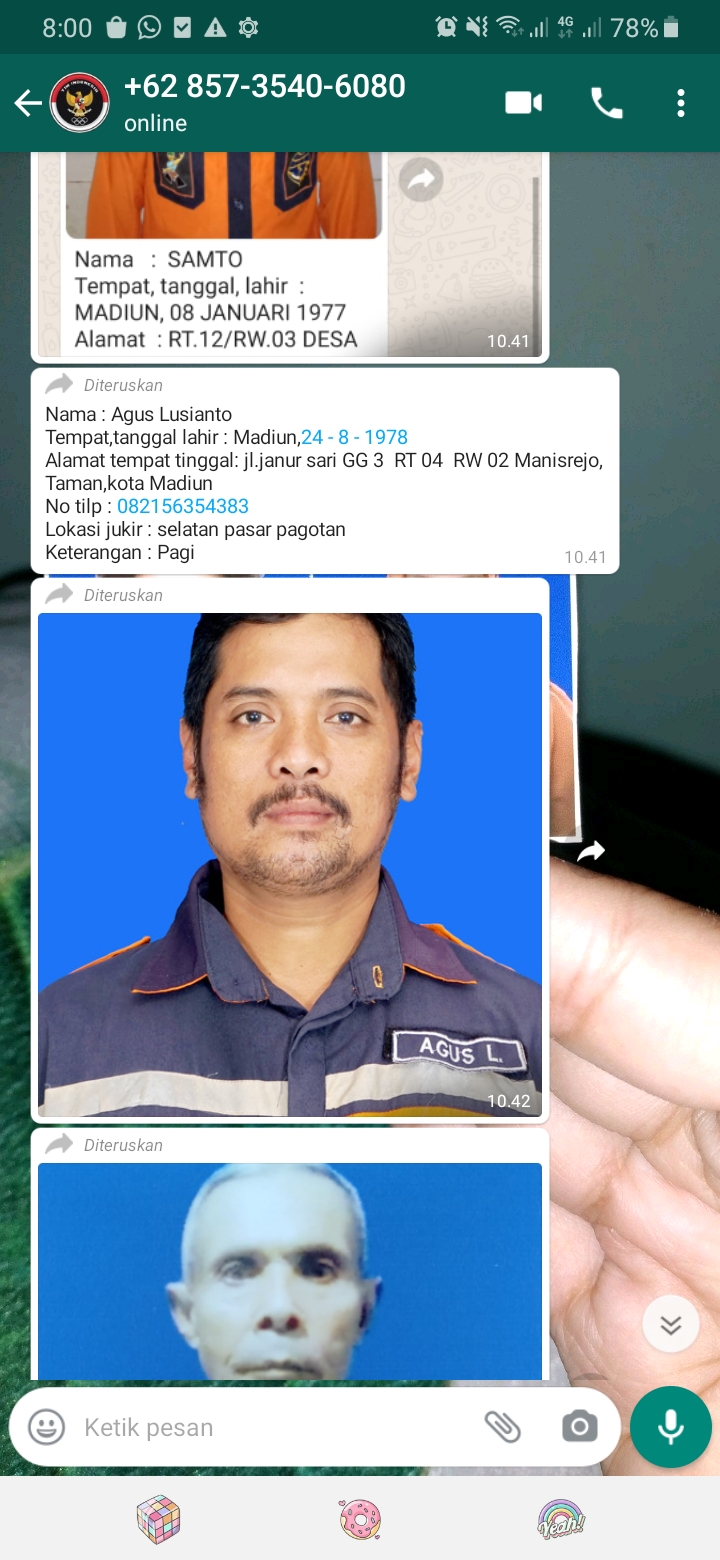 8:00
4G
78%
+62 857-3540-6080
online
Nama : SAMTO
Tempat, tanggal, lahir :
MADIUN, 08 JANUARI 1977
Alamat : RT.12/RW.03 DESA
10.41
Diteruskan
Nama : Agus Lusianto
Tempat,tanggal lahir : Madiun,24 - 8 - 1978
Alamat tempat tinggal: jl.janur sari GG 3 RT 04 RW 02 Manisrejo,
Taman,kota Madiun
No tilp : 082156354383
Lokasi jukir : selatan pasar pagotan
Keterangan : Pagi
10.41
Diteruskan
AGUS L.
10.42
Diteruskan
Ketik pesan
Yeah!